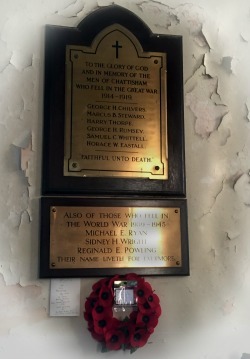 TO THE GLORY OF GOD
AND IN MEMORY OF THE
MEN OF CHATTISHAM
WHO FELL IN THE GREAT WAR
1914–1919.
GEORGE H. CHILVERS.
MARCUS B. STEWARD.
HARRY THORPE.
GEORGE H. RUMSEY.
SAMUEL C. WHITTELL.
HORACE W. EASTALL.
FAITHFUL UNTO DEATH.
ALSO OF THOSE WHO FELL IN
THE WORLD WAR 1939-1945
MICHAEL E. RYAN
SIDNEY H. WRIGHT
REGINALD E. POWLING
THEIR NAME LIVETH FOR EVERMORE